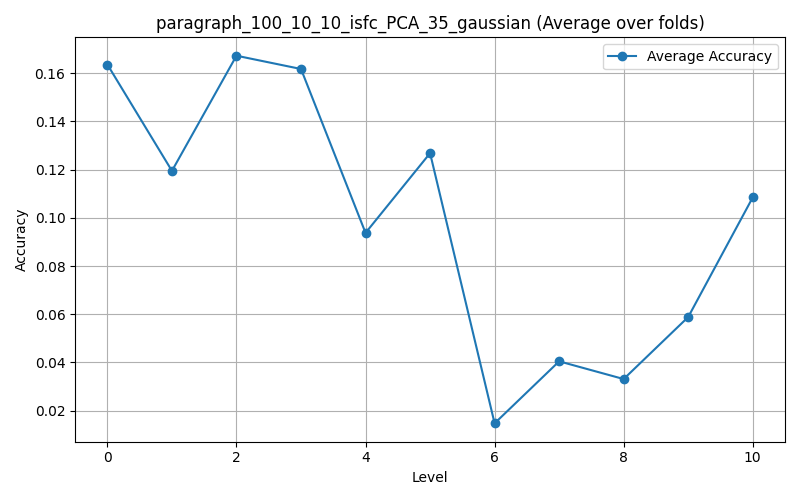 paragraph_100_10_10_isfc_PCA_35_gaussian (Average over folds)
Average Accuracy
0.16
0.14
0.12
0.10
0.08
0.06
0.04
0.02
Accuracy
0 2 4 6 8 10
Level